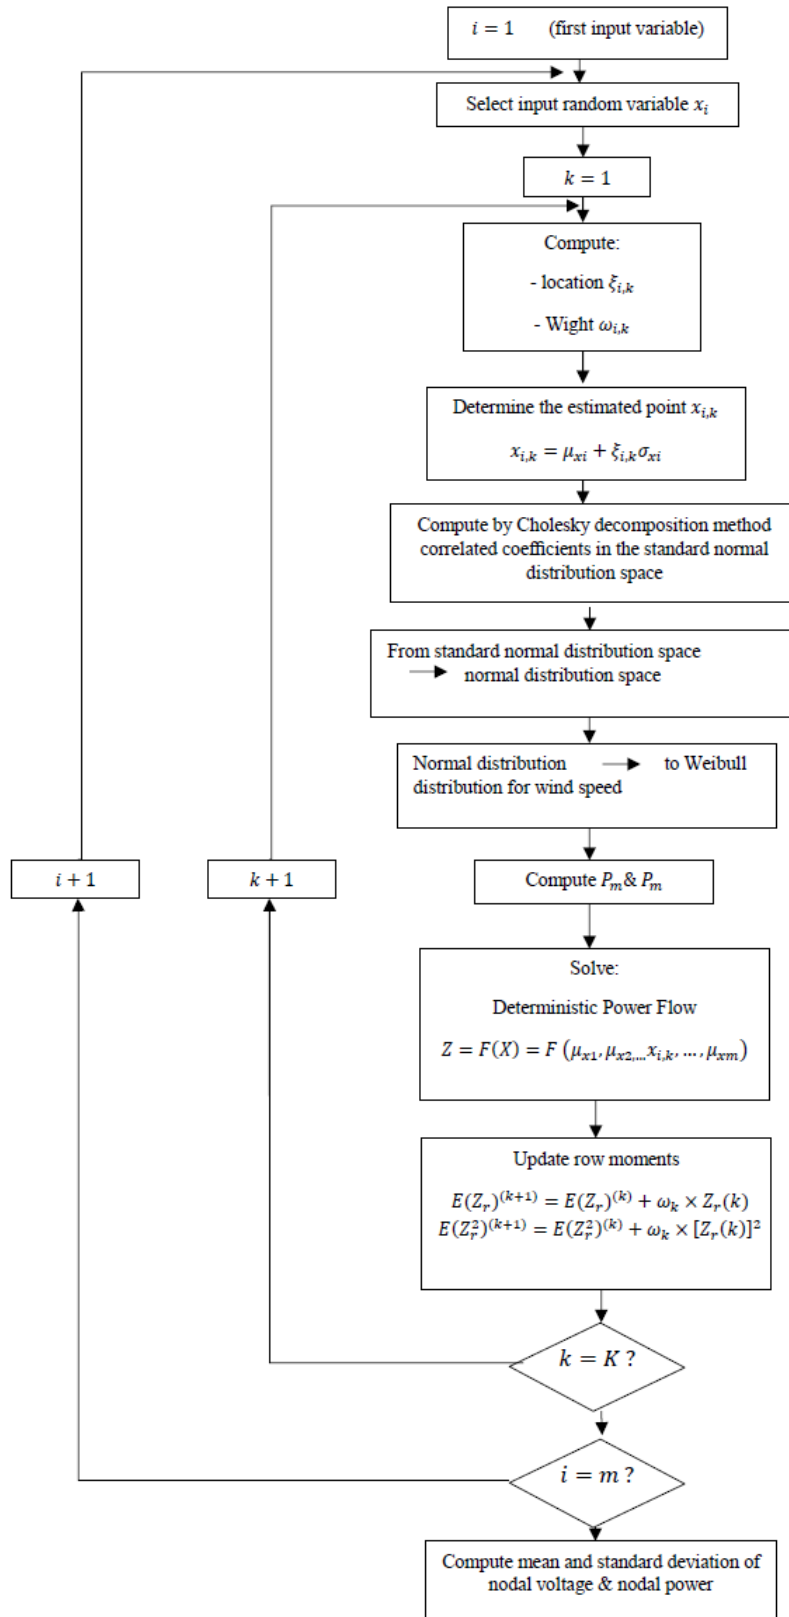 i = 1 (first input variable)
Select input random variable x_i
k = 1
Compute:
- location ξ_{i,k}
- Wight ω_{i,k}
Determine the estimated point x_{i,k}
x_{i,k} = μ_{xi} + ξ_{i,k}σ_{xi}
Compute by Cholesky decomposition method
correlated coefficients in the standard normal
distribution space
From standard normal distribution space
→ normal distribution space
Normal distribution → to Weibull
distribution for wind speed
i + 1
k + 1
Compute P_m & P_m
Solve:
Deterministic Power Flow
Z = F(X) = F (μ_{x1}, μ_{x2,...} x_{i,k}, ..., μ_{xm})
Update row moments
E(Z_r)^{(k+1)} = E(Z_r)^{(k)} + ω_k × Z_r(k)
E(Z_r^2)^{(k+1)} = E(Z_r^2)^{(k)} + ω_k × [Z_r(k)]^2
k = K ?
i = m ?
Compute mean and standard deviation of
nodal voltage & nodal power